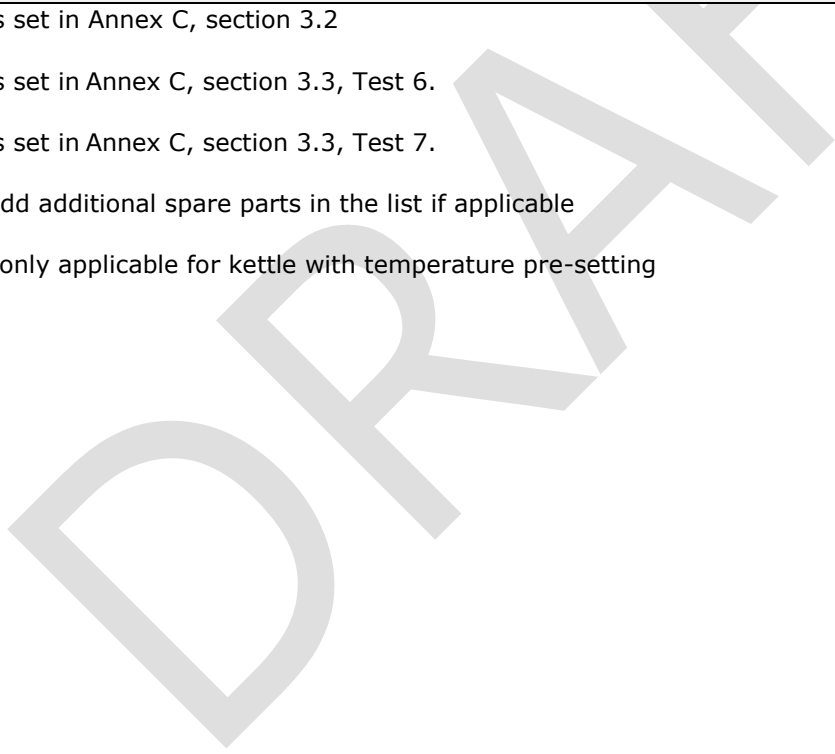 s set in Annex C, section 3.2
s set in Annex C, section 3.3, Test 6.
s set in Annex C, section 3.3, Test 7.
dd additional spare parts in the list if applicable
only applicable for kettle with temperature pre-setting
DRA